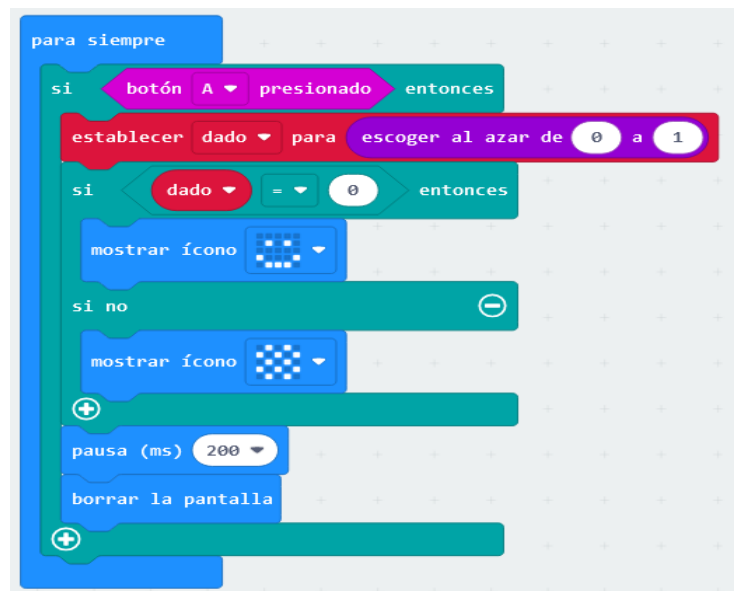 para siempre
si botón A presionado entonces
establecer dado para escoger al azar de 0 a 1
si dado = 0 entonces
mostrar ícono
si no
mostrar ícono
pausa (ms) 200
borrar la pantalla